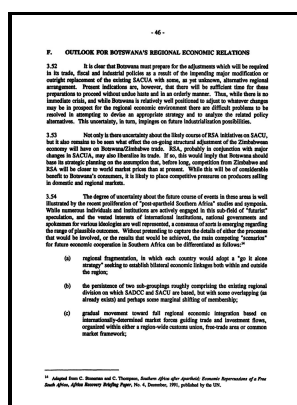 - 46 -
F. OUTLOOK FOR BOTSWANA'S REGIONAL ECONOMIC RELATIONS
3.52 It is clear that Botswana must prepare for the adjustments which will be required
in its trade, fiscal and industrial policies as a result of the impending major modification or
outright replacement of the existing SACUA with some, as yet unknown, alternative regional
arrangement. Present indications are, however, that there will be sufficient time for these
preparations to proceed without undue haste and in an orderly manner. Thus, while there is no
immediate crisis, and while Botswana is relatively well positioned to adjust to whatever changes
may be in prospect for the regional economic environment there are difficult problems to be
resolved in attempting to devise an appropriate strategy and to analyze the related policy
alternatives. This uncertainty, in turn, impinges on future industrialization possibilities.
3.53 Not only is there uncertainty about the likely course of RSA initiatives on SACU,
but it also remains to be seen what effect the on-going structural adjustment of the Zimbabwean
economy will have on Botswana/Zimbabwe trade. RSA, probably in conjunction with major
changes in SACUA, may also liberalize its trade. If so, this would imply that Botswana should
base its strategic planning on the assumption that, before long, competition from Zimbabwe and
RSA will be closer to world market prices than at present. While this will be of considerable
benefit to Botswana's consumers, it is likely to place competitive pressures on producers selling
in domestic and regional markets.
3.54 The degree of uncertainty about the future course of events in these areas is well
illustrated by the recent proliferation of "post-apartheid Southern Africa" studies and symposia.
While numerous individuals and institutions are actively engaged in this sub-field of "futuristic"
speculation, and the vested interests of international institutions, national governments and
spokesmen for various ideologies are well represented, a consensus of sorts is emerging regarding
the range of plausible outcomes. Without pretending to capture the details of either the processes
that would be involved, or the results that would be achieved, the main competing "scenarios"
for future economic cooperation in Southern Africa can be differentiated as follows:
(a) regional fragmentation, in which each country would adopt a "go it alone
strategy" seeking to establish bilateral economic linkages both within and outside
the region;
(b) the persistence of two sub-groupings roughly comprising the existing regional
division on which SADCC and SACU are based, but with some overlapping (as
already exists) and perhaps some marginal shifting of membership;
(c) gradual movement toward full regional economic integration based on
internationally-determined market forces guiding trade and investment flows,
organized either within a region-wide customs union, free-trade area or common
market framework;
Adapted from C. Stoneman and C. Thompson, Southern Africa after Apartheid: Economic Repercussions of a Free
South Africa, Africa Recovery Briefing Paper, No. 4, December, 1991, published by the UN.